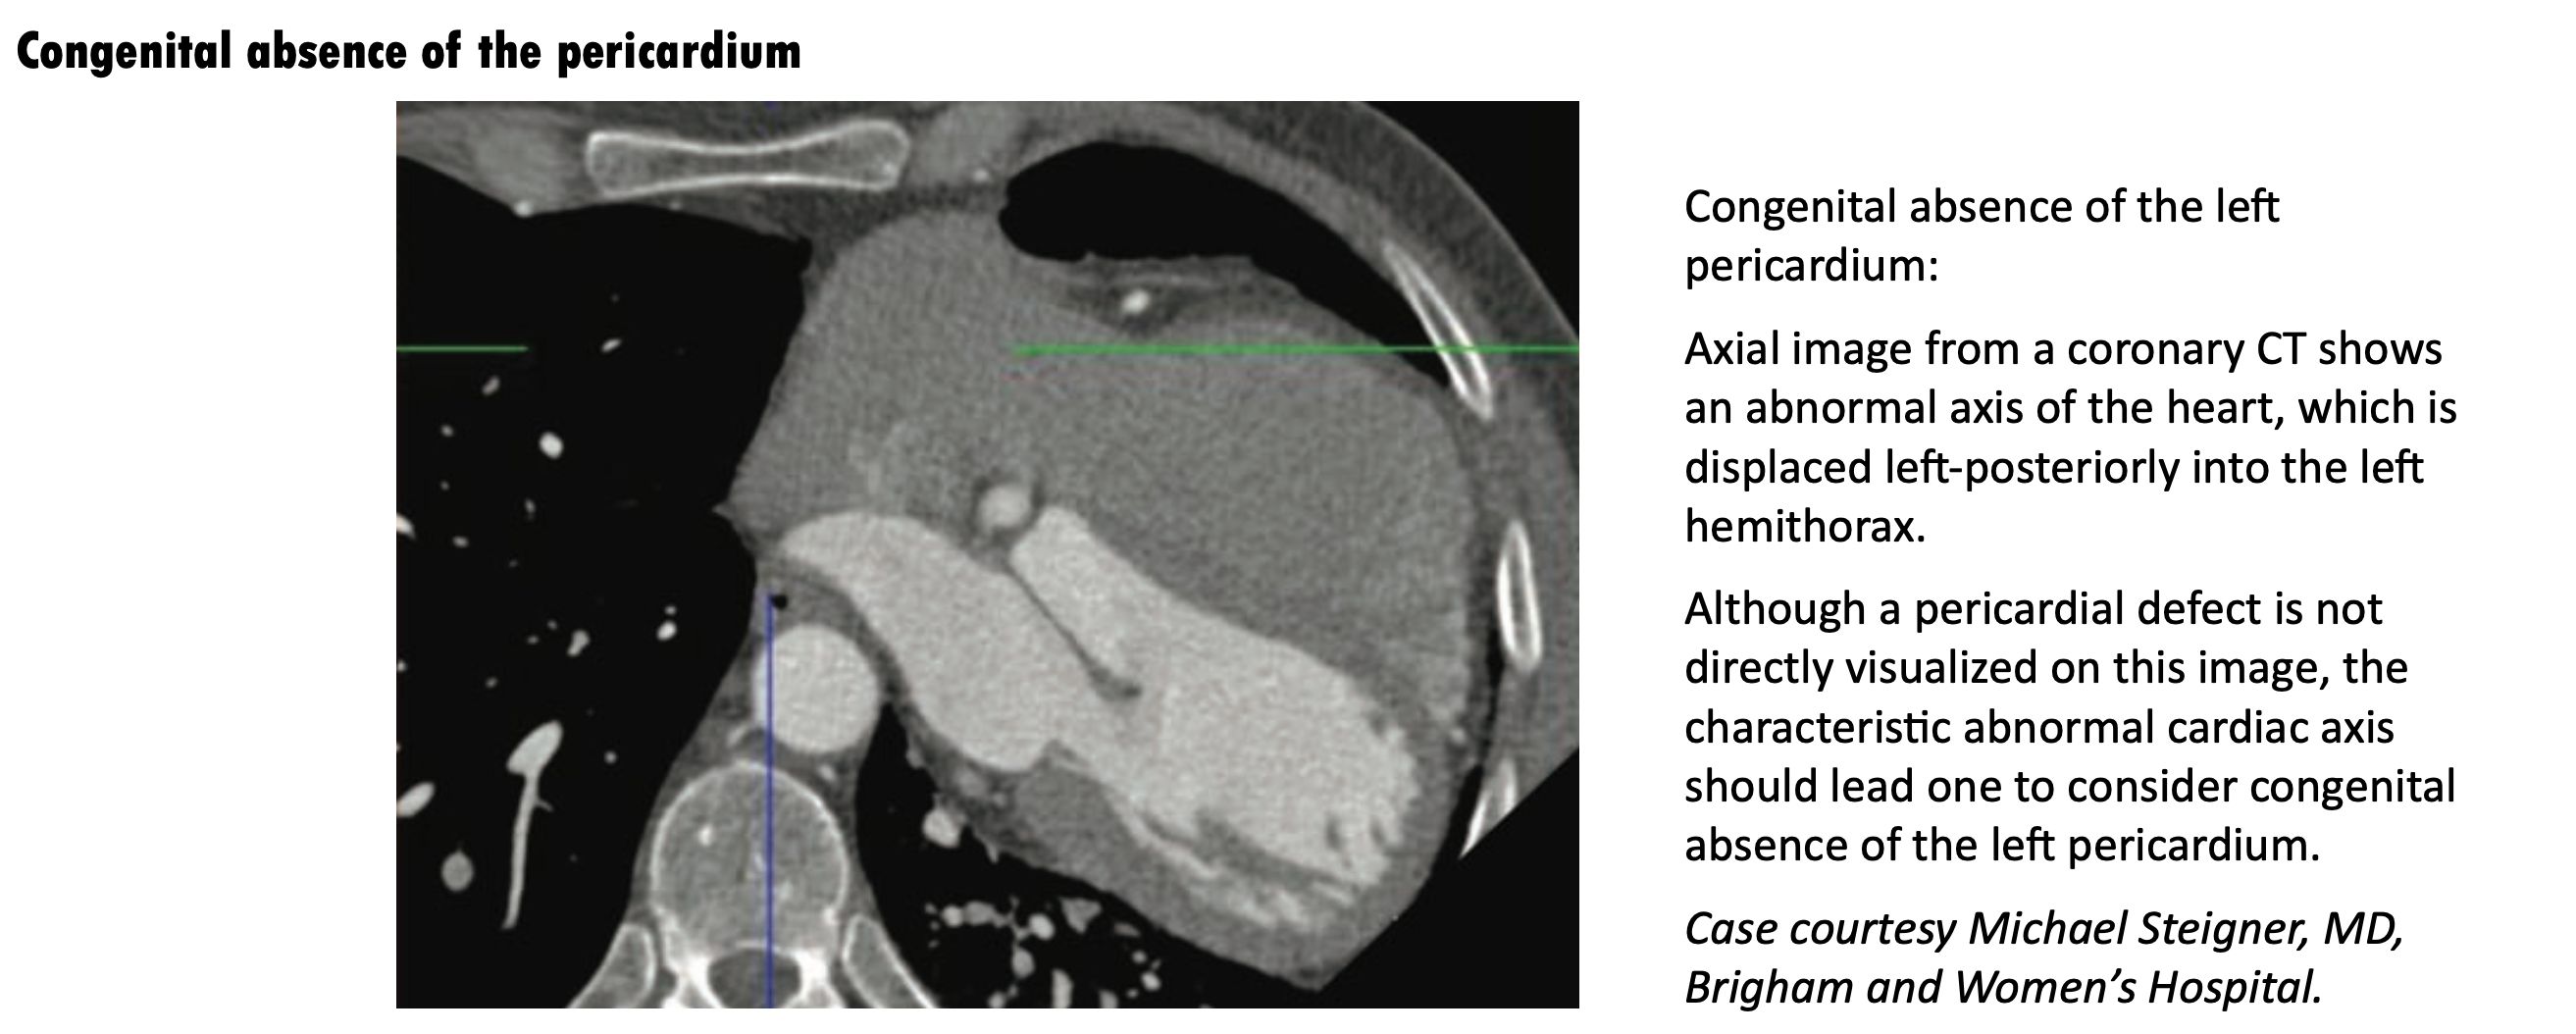 Congenital absence of the pericardium
Congenital absence of the left
pericardium:
Axial image from a coronary CT shows
an abnormal axis of the heart, which is
displaced left-posteriorly into the left
hemithorax.
Although a pericardial defect is not
directly visualized on this image, the
characteristic abnormal cardiac axis
should lead one to consider congenital
absence of the left pericardium.
Case courtesy Michael Steigner, MD,
Brigham and Women’s Hospital.